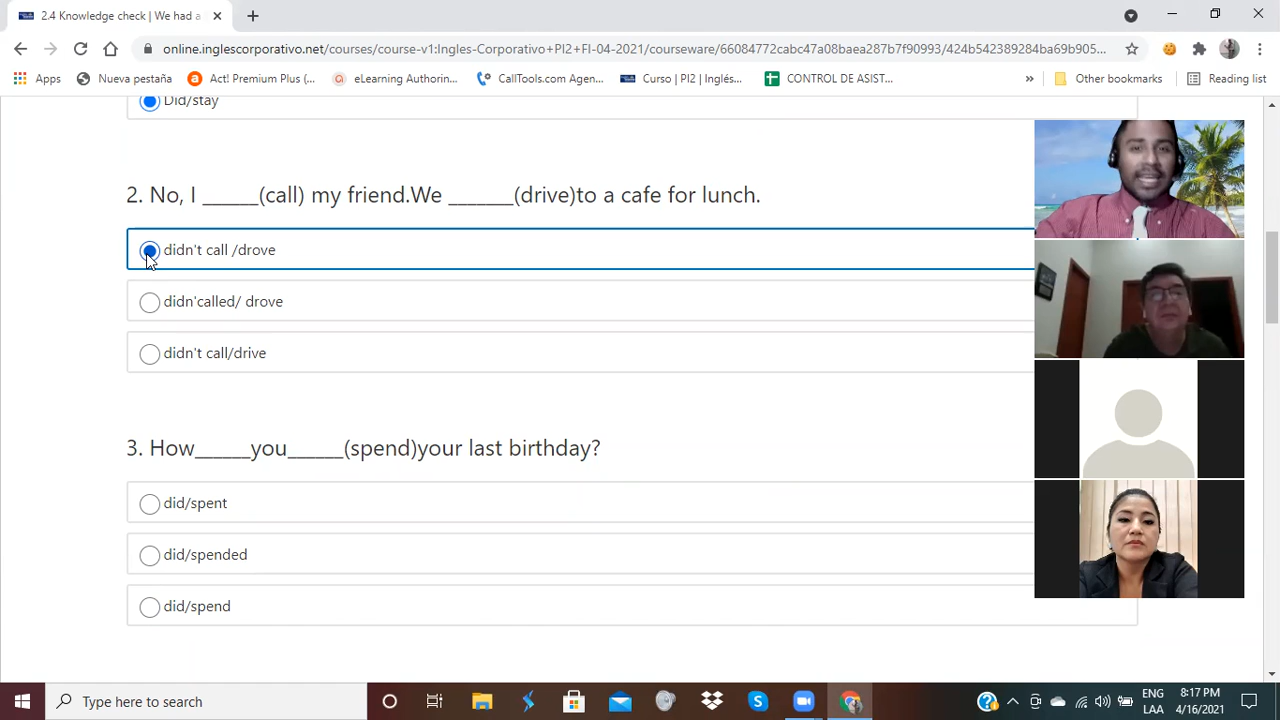 2.4 Knowledge check | We had a
online.inglescorporativo.net/courses/course-v1:Ingles-Corporativo+PI2+FI-04-2021/courseware/66084772cabc47a08baea287b7f90993/424b542389284ba69b905...
Apps Nueva pestaña Act! Premium Plus (... eLearning Authorin... CallTools.com Agen... Curso | PI2 | Inglés... CONTROL DE ASIST... » Other bookmarks Reading list
Did/stay
2. No, I ______(call) my friend.We _______(drive)to a cafe for lunch.
didn't call /drove
didn'called/ drove
didn't call/drive
3. How______you______(spend)your last birthday?
did/spent
did/spended
did/spend
Type here to search
ENG 8:17 PM
LAA 4/16/2021